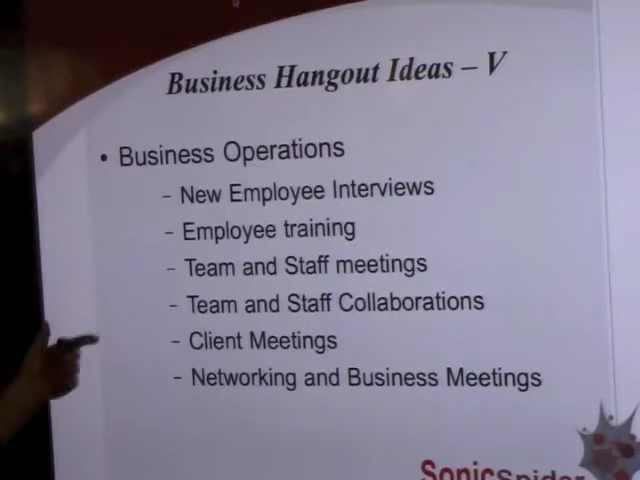 Business Hangout Ideas – V
• Business Operations
– New Employee Interviews
– Employee training
– Team and Staff meetings
– Team and Staff Collaborations
– Client Meetings
– Networking and Business Meetings
SonicSpider